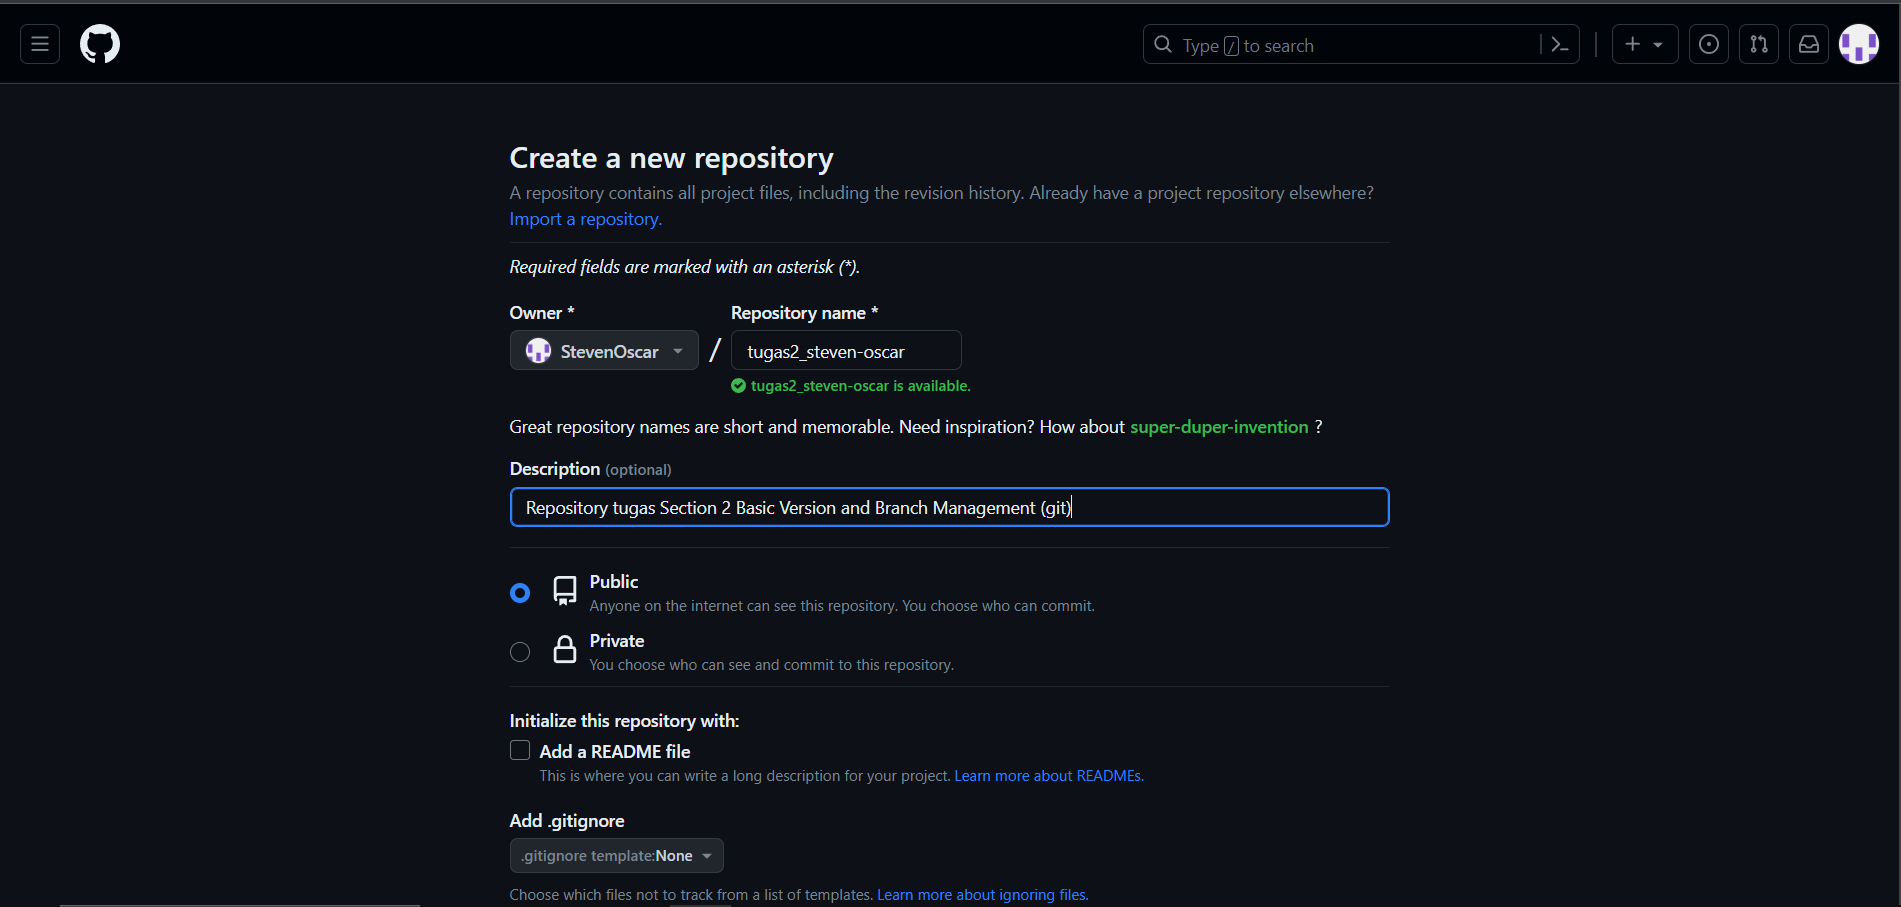 Type / to search
Create a new repository
A repository contains all project files, including the revision history. Already have a project repository elsewhere?
Import a repository.
Required fields are marked with an asterisk (*).
Owner * Repository name *
StevenOscar / tugas2_steven-oscar
tugas2_steven-oscar is available.
Great repository names are short and memorable. Need inspiration? How about super-duper-invention ?
Description (optional)
Repository tugas Section 2 Basic Version and Branch Management (git)
Public
Anyone on the internet can see this repository. You choose who can commit.
Private
You choose who can see and commit to this repository.
Initialize this repository with:
Add a README file
This is where you can write a long description for your project. Learn more about READMEs.
Add .gitignore
.gitignore template:None
Choose which files not to track from a list of templates. Learn more about ignoring files.